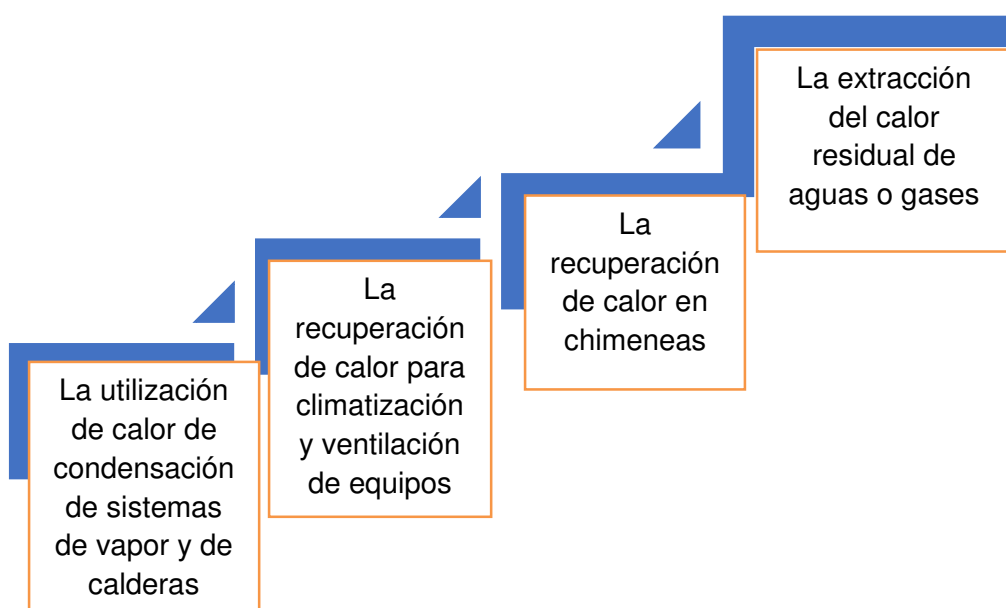 La utilización
de calor de
condensación
de sistemas
de vapor y de
calderas
La
recuperación
de calor para
climatización
y ventilación
de equipos
La
recuperación
de calor en
chimeneas
La extracción
del calor
residual de
aguas o gases